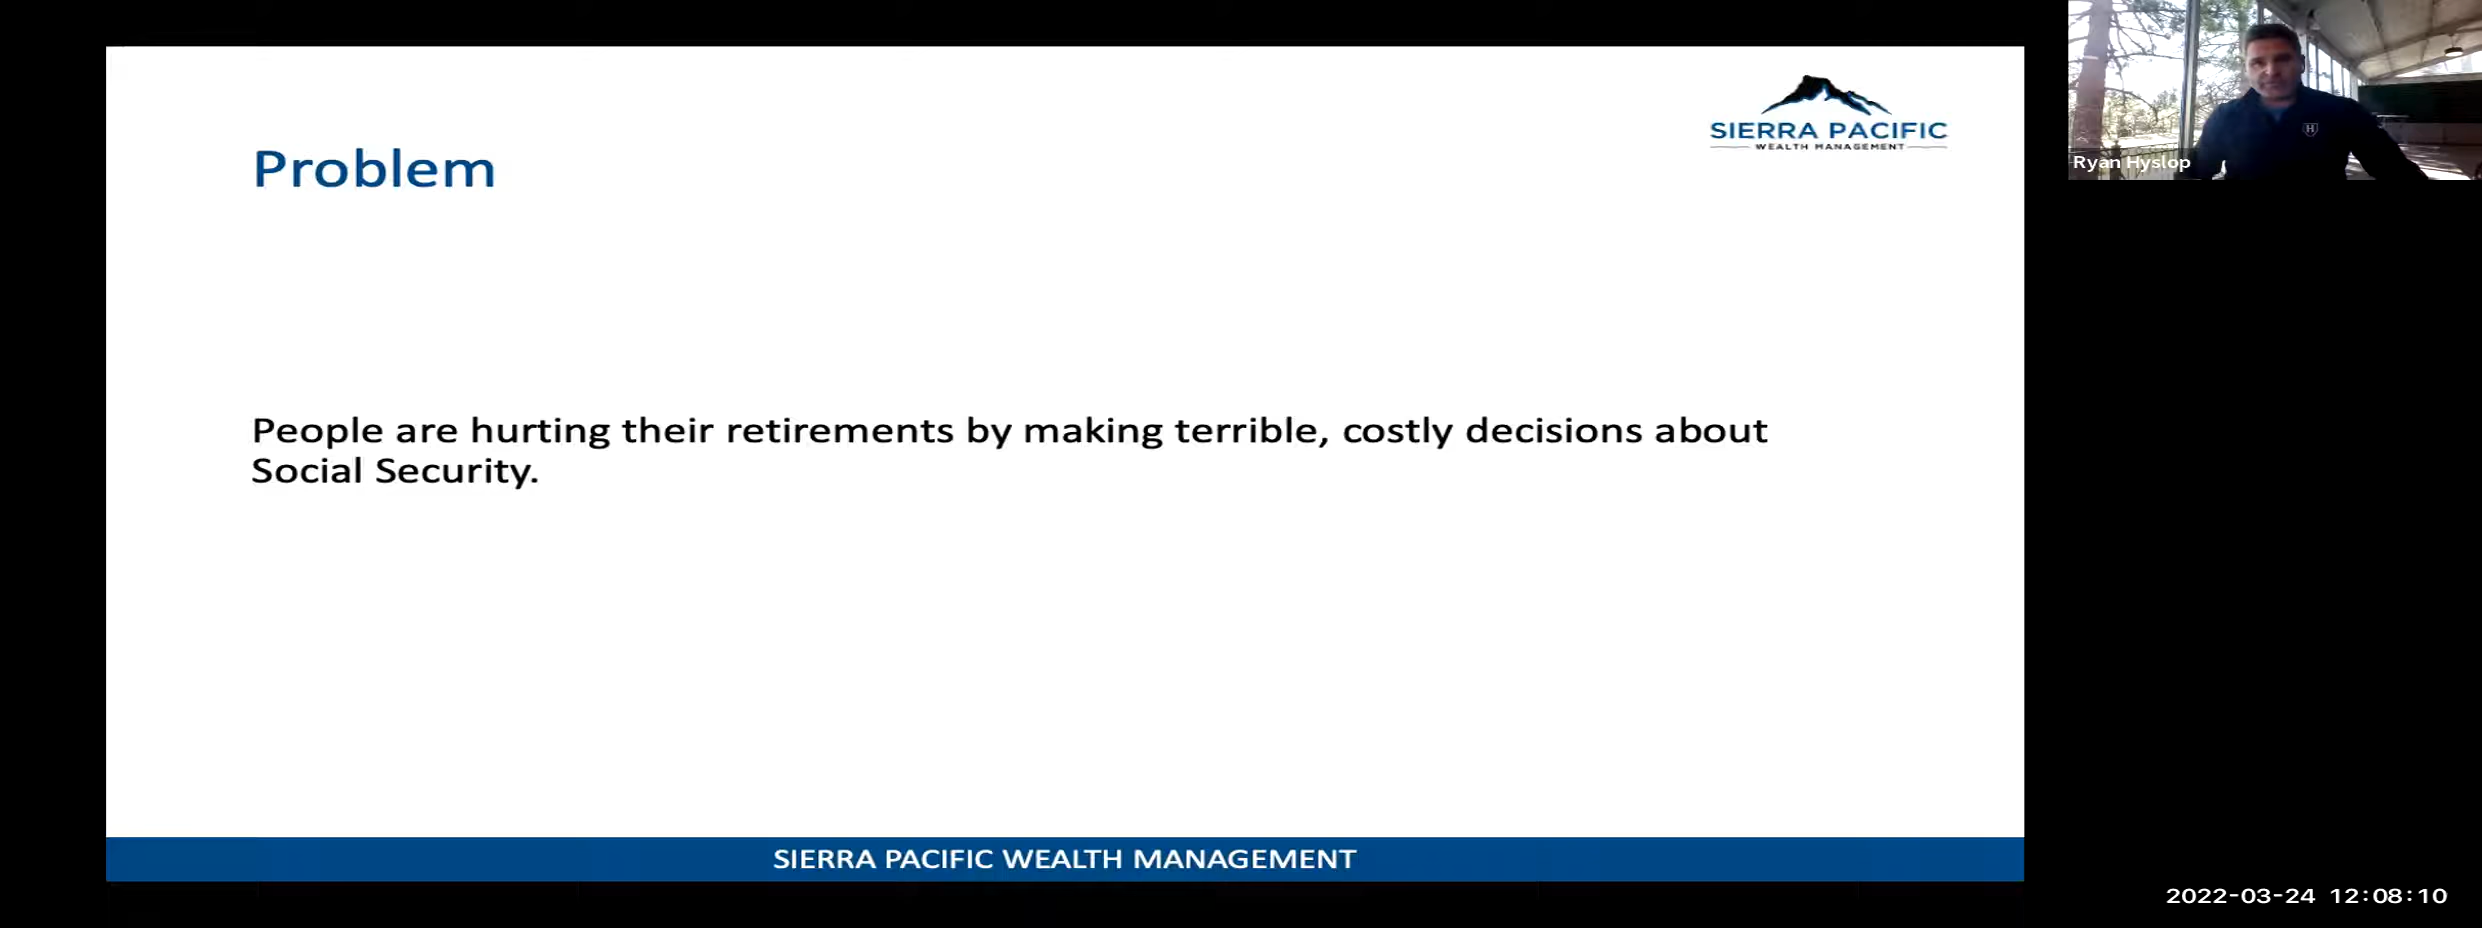 SIERRA PACIFIC
WEALTH MANAGEMENT
Problem
People are hurting their retirements by making terrible, costly decisions about
Social Security.
SIERRA PACIFIC WEALTH MANAGEMENT
Ryan Hyslop
H
2022-03-24 12:08:10